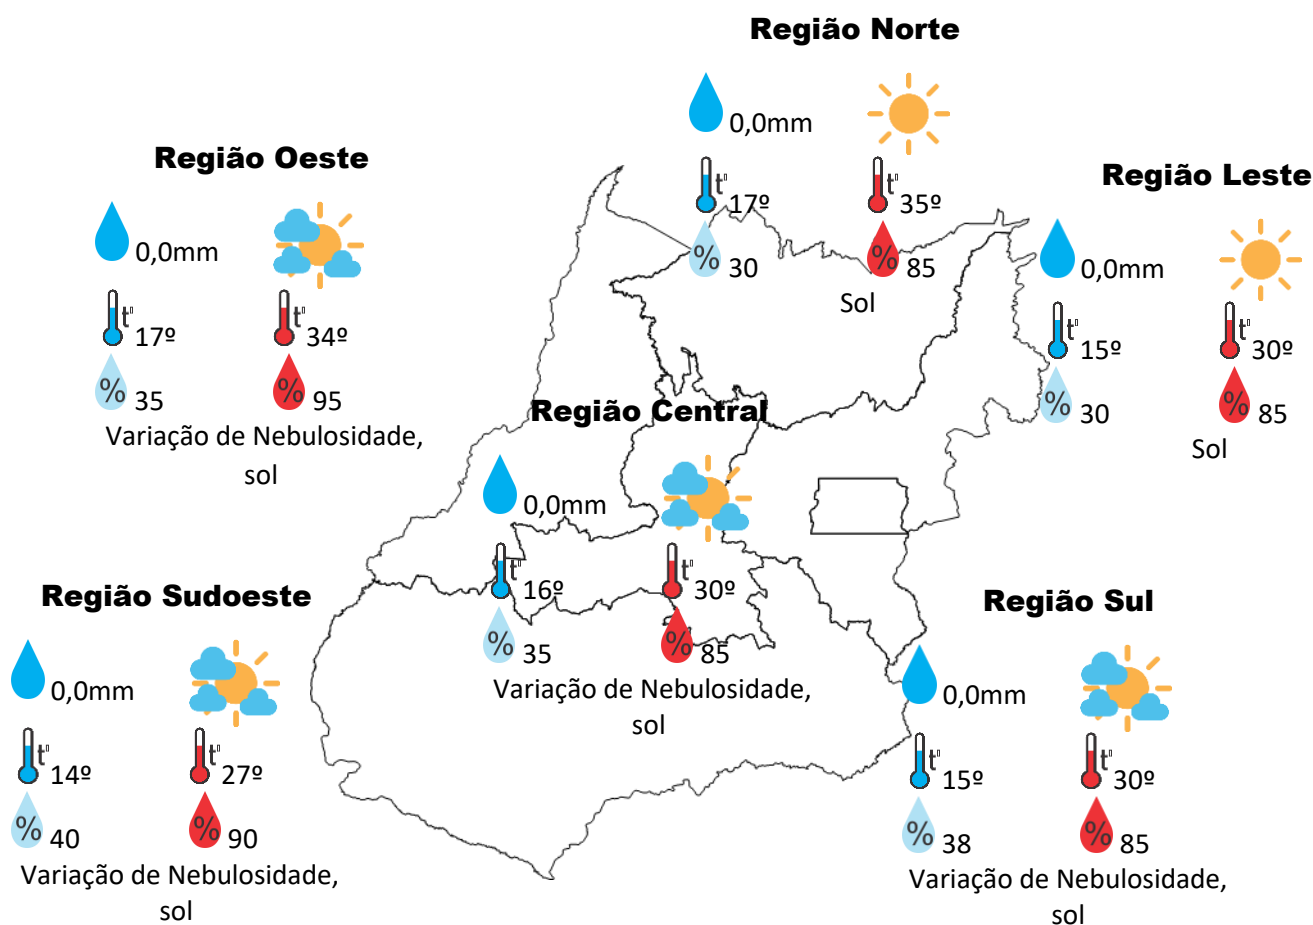 Região Norte
0,0mm
t°
17º
t°
35º
% 30
% 85
Sol
Região Oeste
0,0mm
t°
17º
t°
34º
% 35
% 95
Variação de Nebulosidade,
sol
Região Leste
0,0mm
t°
15º
t°
30º
% 30
% 85
Sol
Região Central
0,0mm
t°
16º
t°
30º
% 35
% 85
Variação de Nebulosidade,
sol
Região Sudoeste
0,0mm
t°
14º
t°
27º
% 40
% 90
Variação de Nebulosidade,
sol
Região Sul
0,0mm
t°
15º
t°
30º
% 38
% 85
Variação de Nebulosidade,
sol